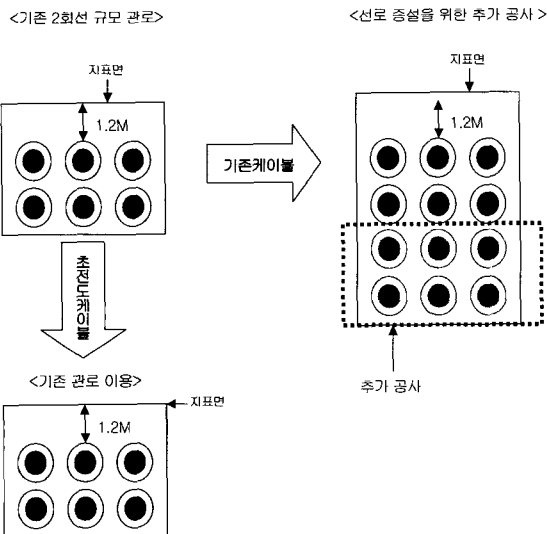 <기존 2회선 규모 관로>
<선로 증설을 위한 추가 공사 >
지표면
지표면
1.2M
1.2M
기존케이블
초전도케이블
추가 공사
<기존 관로 이용>
지표면
1.2M